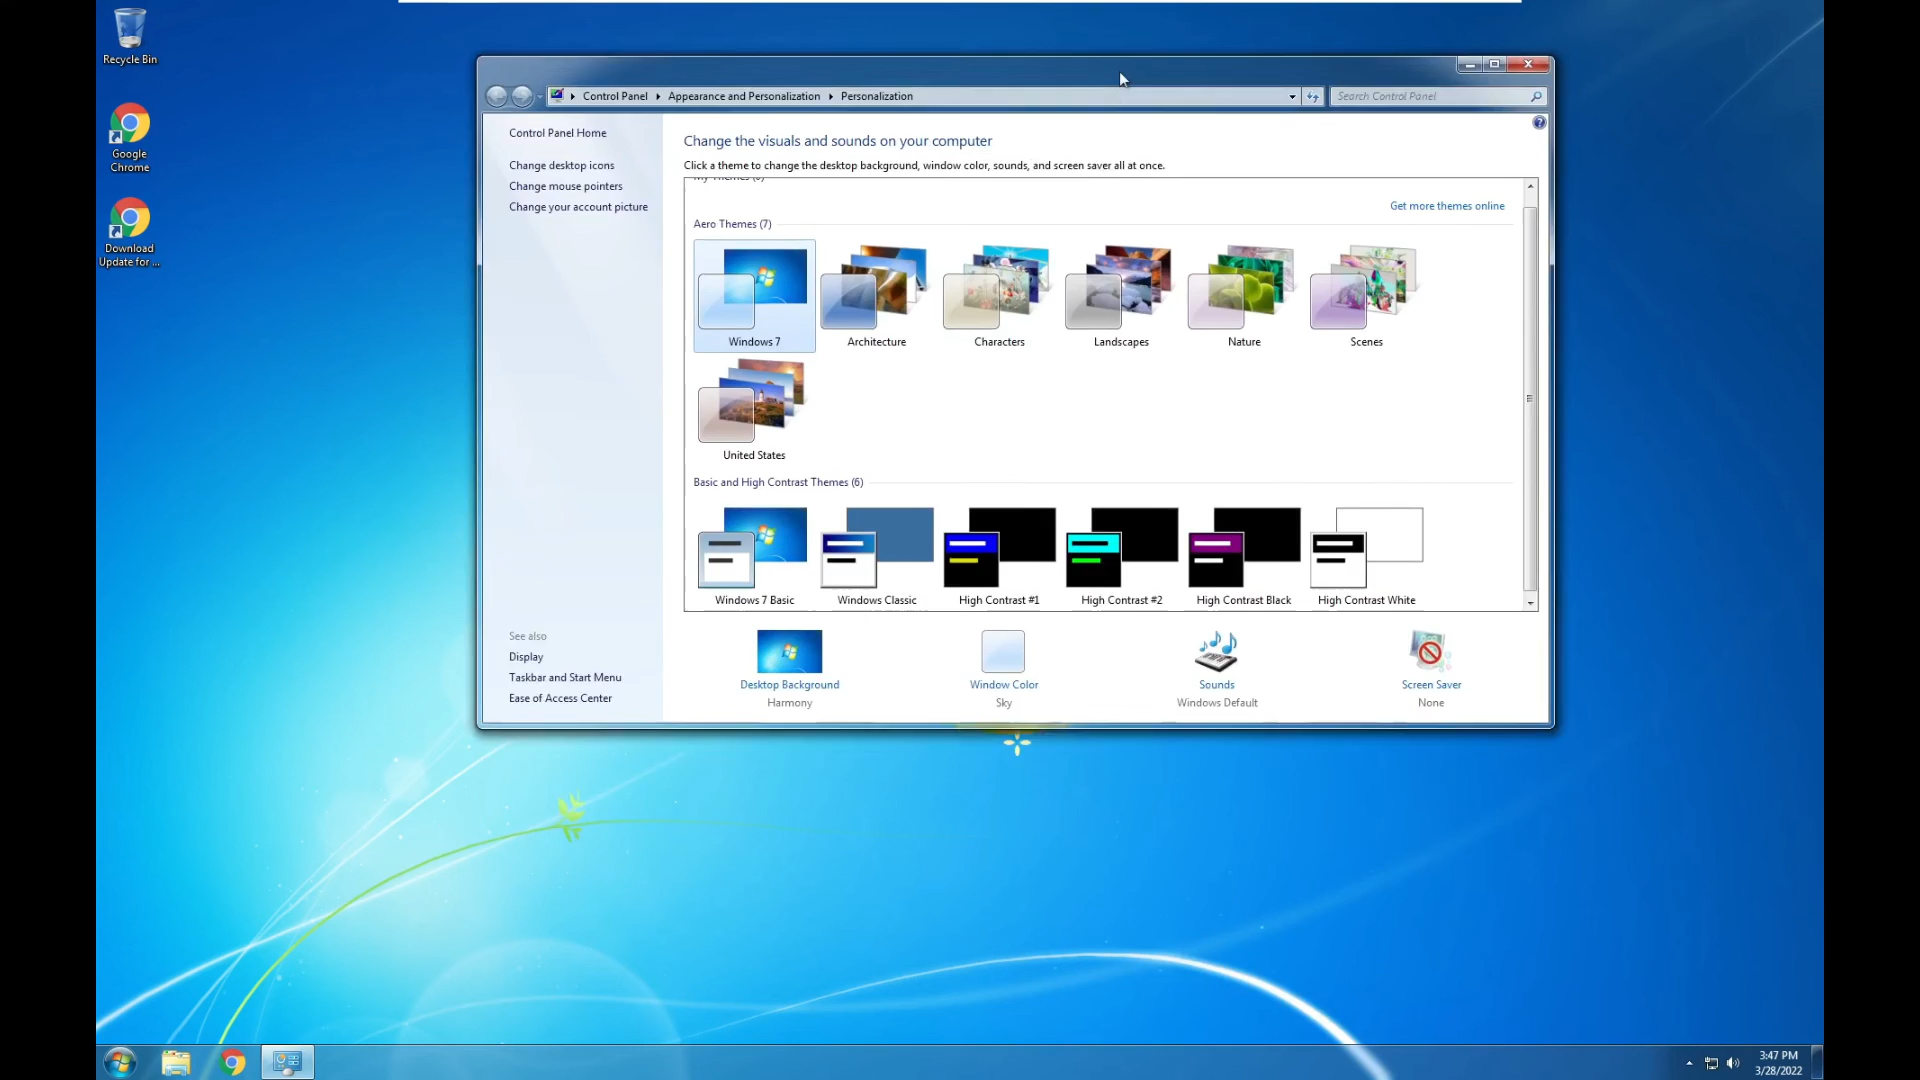 Recycle Bin
Google
Chrome
Download
Update for ...
Control Panel
Appearance and Personalization
Personalization
Search Control Panel
Control Panel Home
Change desktop icons
Change mouse pointers
Change your account picture
See also
Display
Taskbar and Start Menu
Ease of Access Center
Change the visuals and sounds on your computer
Click a theme to change the desktop background, window color, sounds, and screen saver all at once.
Get more themes online
Aero Themes (7)
Windows 7
Architecture
Characters
Landscapes
Nature
Scenes
United States
Basic and High Contrast Themes (6)
Windows 7 Basic
Windows Classic
High Contrast #1
High Contrast #2
High Contrast Black
High Contrast White
Desktop Background
Harmony
Window Color
Sky
Sounds
Windows Default
Screen Saver
None
3:47 PM
3/28/2022